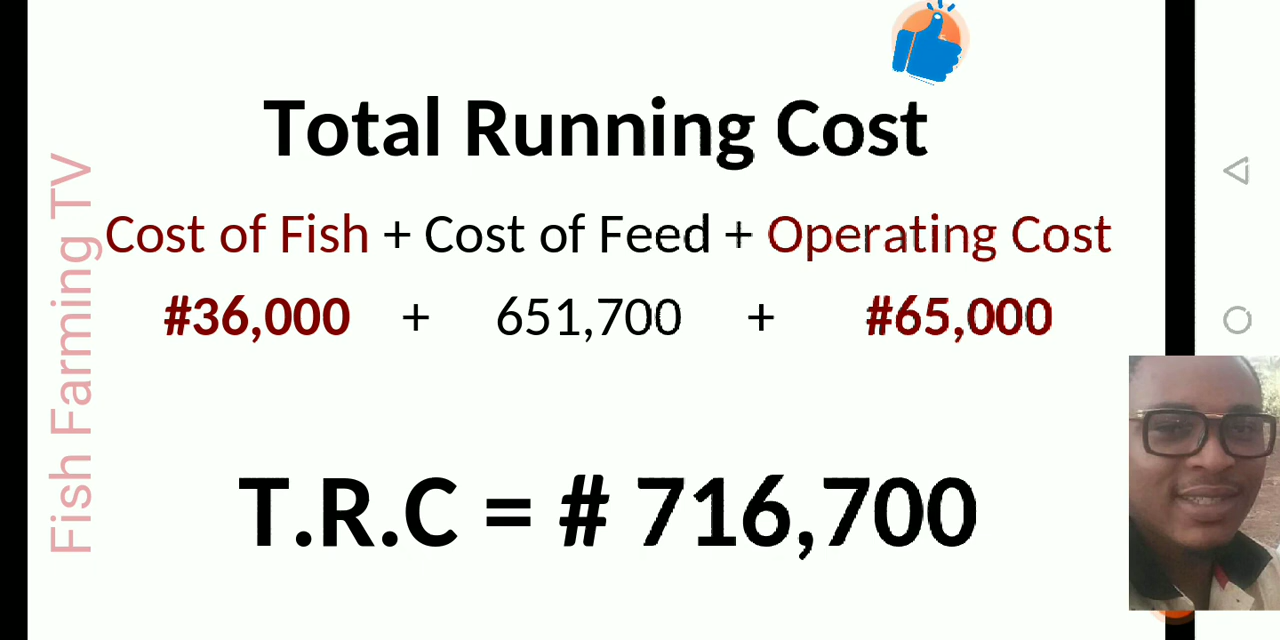 Total Running Cost
Cost of Fish + Cost of Feed + Operating Cost
#36,000 + 651,700 + #65,000
T.R.C = # 716,700
Fish Farming TV